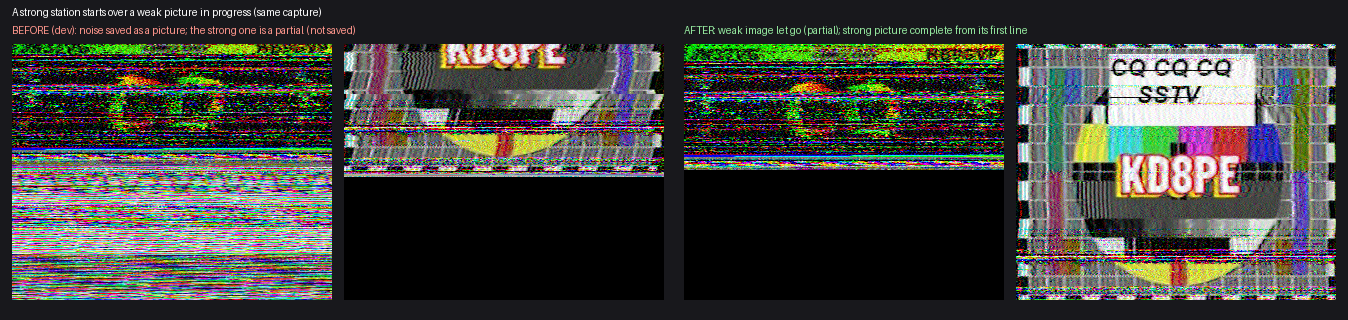 A strong station starts over a weak picture in progress (same capture)
BEFORE (dev): noise saved as a picture; the strong one is a partial (not saved)
AFTER: weak image let go (partial); strong picture complete from its first line
KD8PE
CQ CQ CQ
SSTV
KD8PE